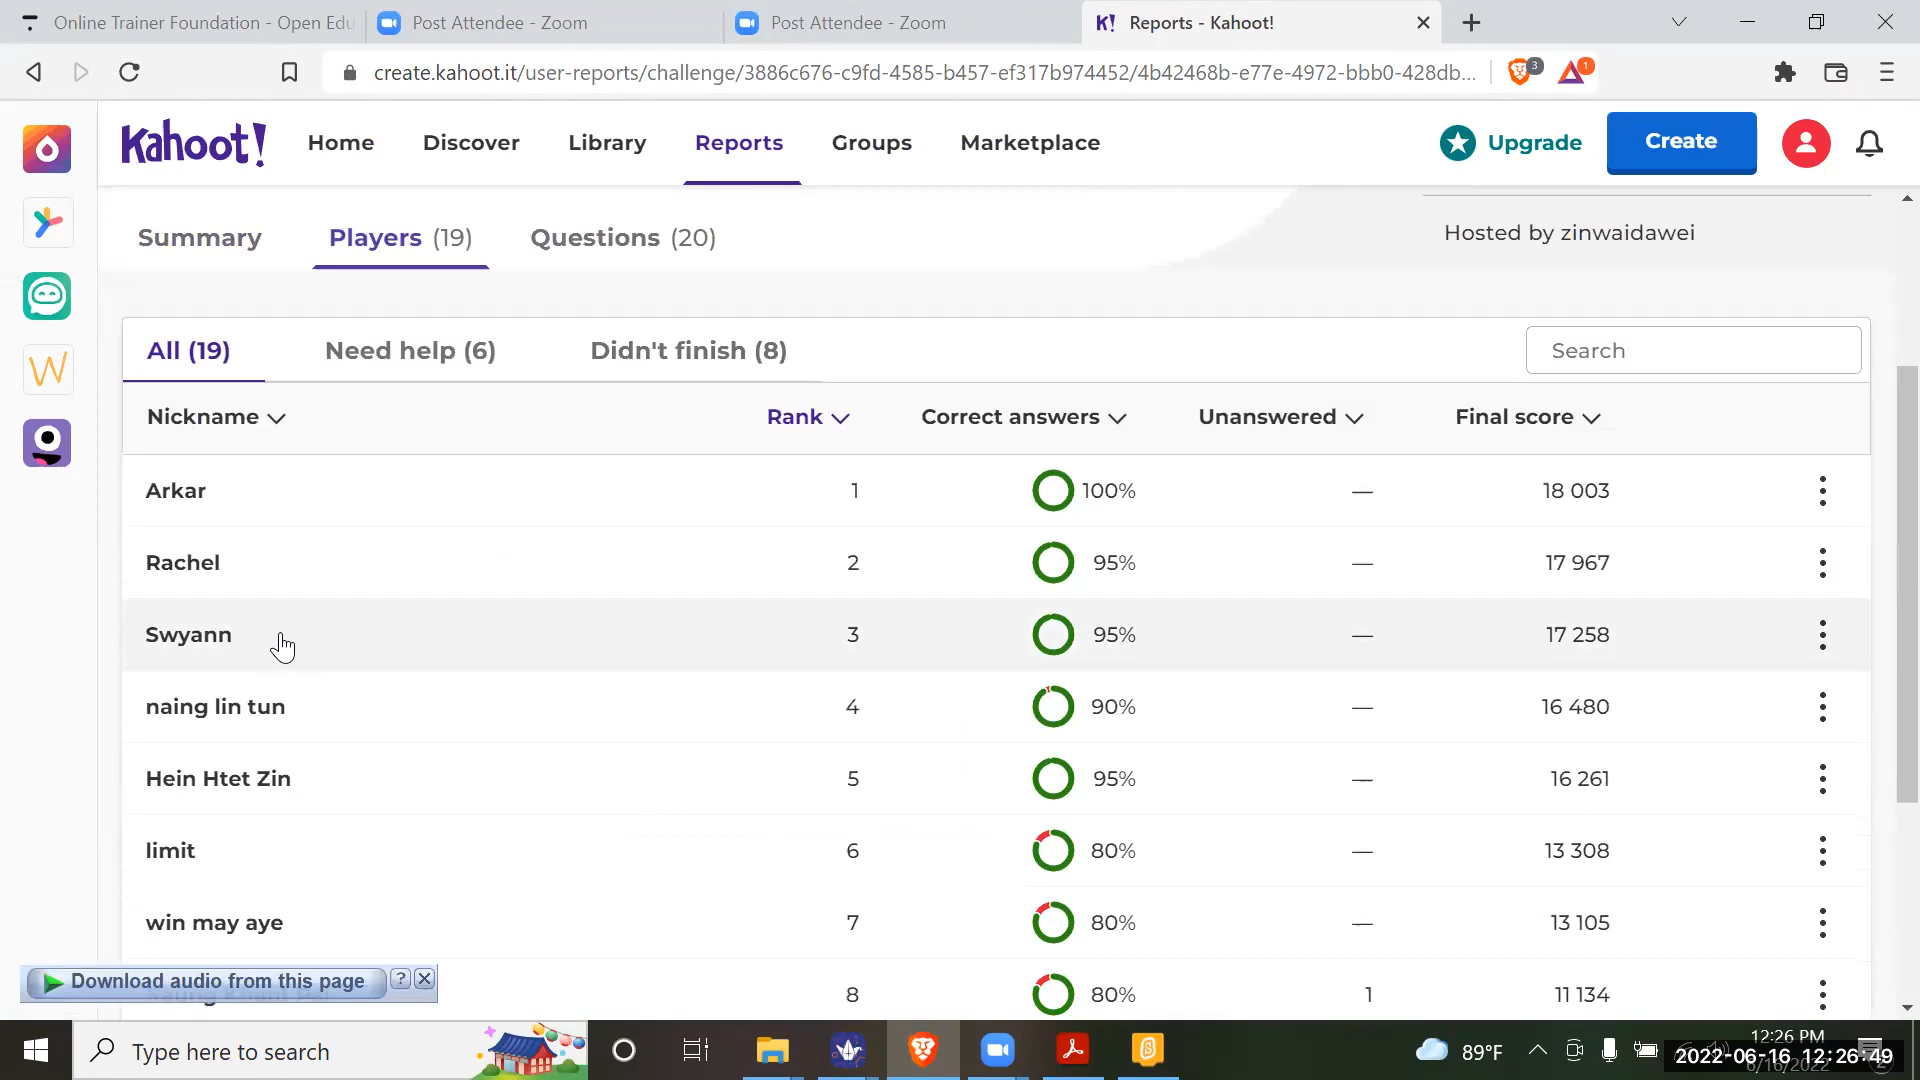 Online Trainer Foundation - Open Edu
Post Attendee - Zoom
Post Attendee - Zoom
K! Reports - Kahoot!
create.kahoot.it/user-reports/challenge/3886c676-c9fd-4585-b457-ef317b974452/4b42468b-e77e-4972-bbb0-428db...
3
1
Kahoot!
Home
Discover
Library
Reports
Groups
Marketplace
Upgrade
Create
Summary
Players (19)
Questions (20)
Hosted by zinwaidawei
All (19)
Need help (6)
Didn't finish (8)
Search
Nickname
Rank
Correct answers
Unanswered
Final score
Arkar 1 100% — 18 003
Rachel 2 95% — 17 967
Swyann 3 95% — 17 258
naing lin tun 4 90% — 16 480
Hein Htet Zin 5 95% — 16 261
limit 6 80% — 13 308
win may aye 7 80% — 13 105
8 80% 1 11 134
Download audio from this page ?
Type here to search
89°F
12:26 PM
2022-06-16 12:26:49
6/16/2022